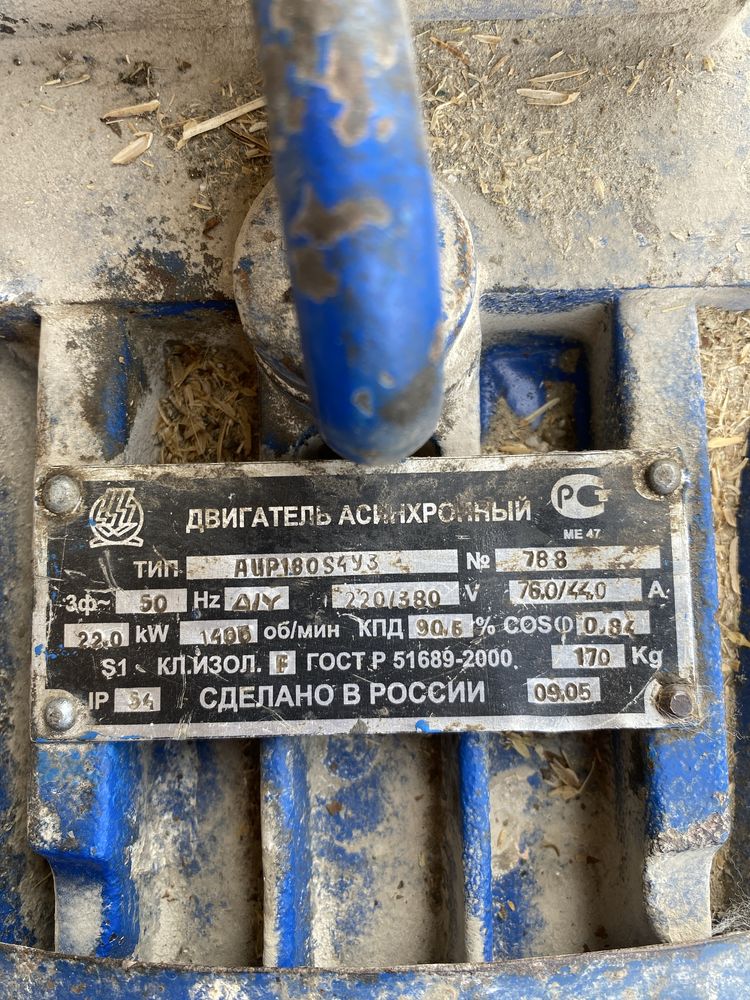 ДВИГАТЕЛЬ АСИНХРОННЫЙ РСТ
МЕ 47
ТИП АИР180S4У3 № 788
3ф~ 50 Hz Δ/Y 220/380 V 76.0/44.0 А
22.0 kW об/мин КПД 90.5 % COSφ 0.84
S1 КЛ.ИЗОЛ. F ГОСТ Р 51689-2000 170 Kg
IP 54 СДЕЛАНО В РОССИИ 09.05